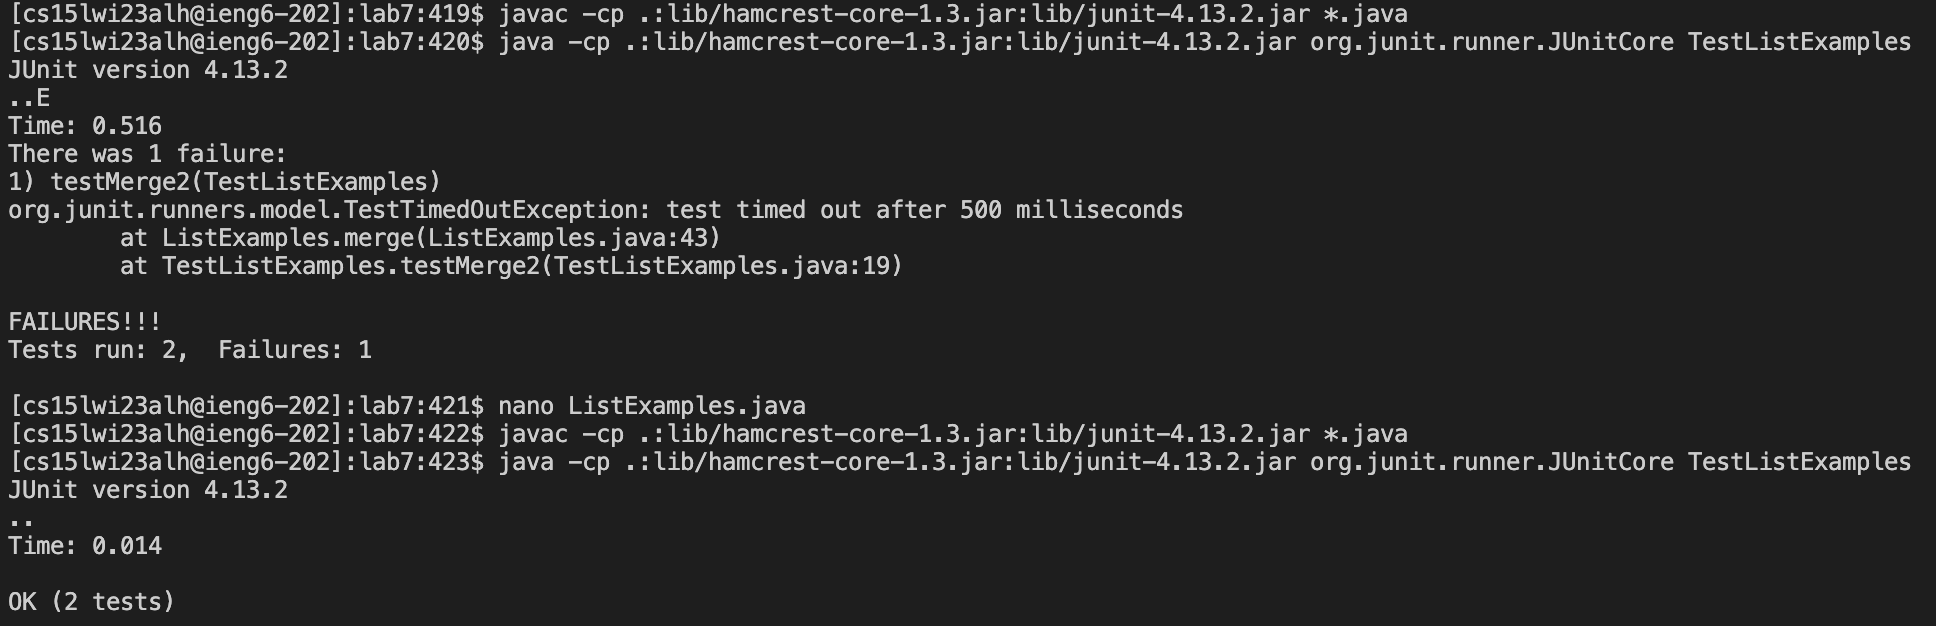 [cs15lwi23alh@ieng6-202]:lab7:419$ javac -cp .:lib/hamcrest-core-1.3.jar:lib/junit-4.13.2.jar *.java
[cs15lwi23alh@ieng6-202]:lab7:420$ java -cp .:lib/hamcrest-core-1.3.jar:lib/junit-4.13.2.jar org.junit.runner.JUnitCore TestListExamples
JUnit version 4.13.2
..E
Time: 0.516
There was 1 failure:
1) testMerge2(TestListExamples)
org.junit.runners.model.TestTimedOutException: test timed out after 500 milliseconds
        at ListExamples.merge(ListExamples.java:43)
        at TestListExamples.testMerge2(TestListExamples.java:19)

FAILURES!!!
Tests run: 2,  Failures: 1

[cs15lwi23alh@ieng6-202]:lab7:421$ nano ListExamples.java
[cs15lwi23alh@ieng6-202]:lab7:422$ javac -cp .:lib/hamcrest-core-1.3.jar:lib/junit-4.13.2.jar *.java
[cs15lwi23alh@ieng6-202]:lab7:423$ java -cp .:lib/hamcrest-core-1.3.jar:lib/junit-4.13.2.jar org.junit.runner.JUnitCore TestListExamples
JUnit version 4.13.2
..
Time: 0.014

OK (2 tests)